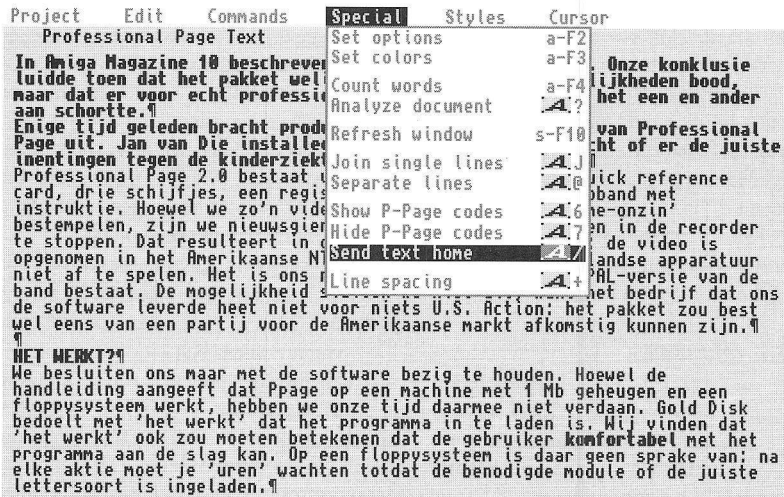 Project Edit Commands Special Styles Cursor
Professional Page Text
Set options a-F2
Set colors a-F3
Count words a-F4
Analyze document A?
Refresh window s-F10
Join single lines AJ
Separate lines A@
Show P-Page codes A6
Hide P-Page codes A7
Send text home A/
Line spacing A+
In Amiga Magazine 10 beschreve . Onze konklusie
luidde toen dat het pakket wel lijkheden bood,
maar dat er voor echt professi het een en ander
aan schortte.¶
Enige tijd geleden bracht prod van Professional
Page uit. Jan van Die installe cht of er de juiste
inentingen tegen de kinderziek ¶
Professional Page 2.0 bestaat uick reference
card, drie schijfjes, een regis oband met
instruktie. Hoewel we zo'n vide me-onzin'
bestempelen, zijn we nieuwsgier en in de recorder
te stoppen. Dat resulteert in de video is
opgenomen in het Amerikaanse NT andse apparatuur
niet af te spelen. Het is ons PAL-versie van de
band bestaat. De mogelijkheid het bedrijf dat ons
de software leverde heet niet voor niets U.S. Action: het pakket zou best
wel eens van een partij voor de Amerikaanse markt afkomstig kunnen zijn.¶
¶
HET WERKT?¶
We besluiten ons maar met de software bezig te houden. Hoewel de
handleiding aangeeft dat Ppage op een machine met 1 Mb geheugen en een
floppysysteem werkt, hebben we onze tijd daarmee niet verdaan. Gold Disk
bedoelt met 'het werkt' dat het programma in te laden is. Wij vinden dat
'het werkt' ook zou moeten betekenen dat de gebruiker komfortabel met het
programma aan de slag kan. Op een floppysysteem is daar geen sprake van: na
elke aktie moet je 'uren' wachten totdat de benodigde module of de juiste
lettersoort is ingeladen.¶